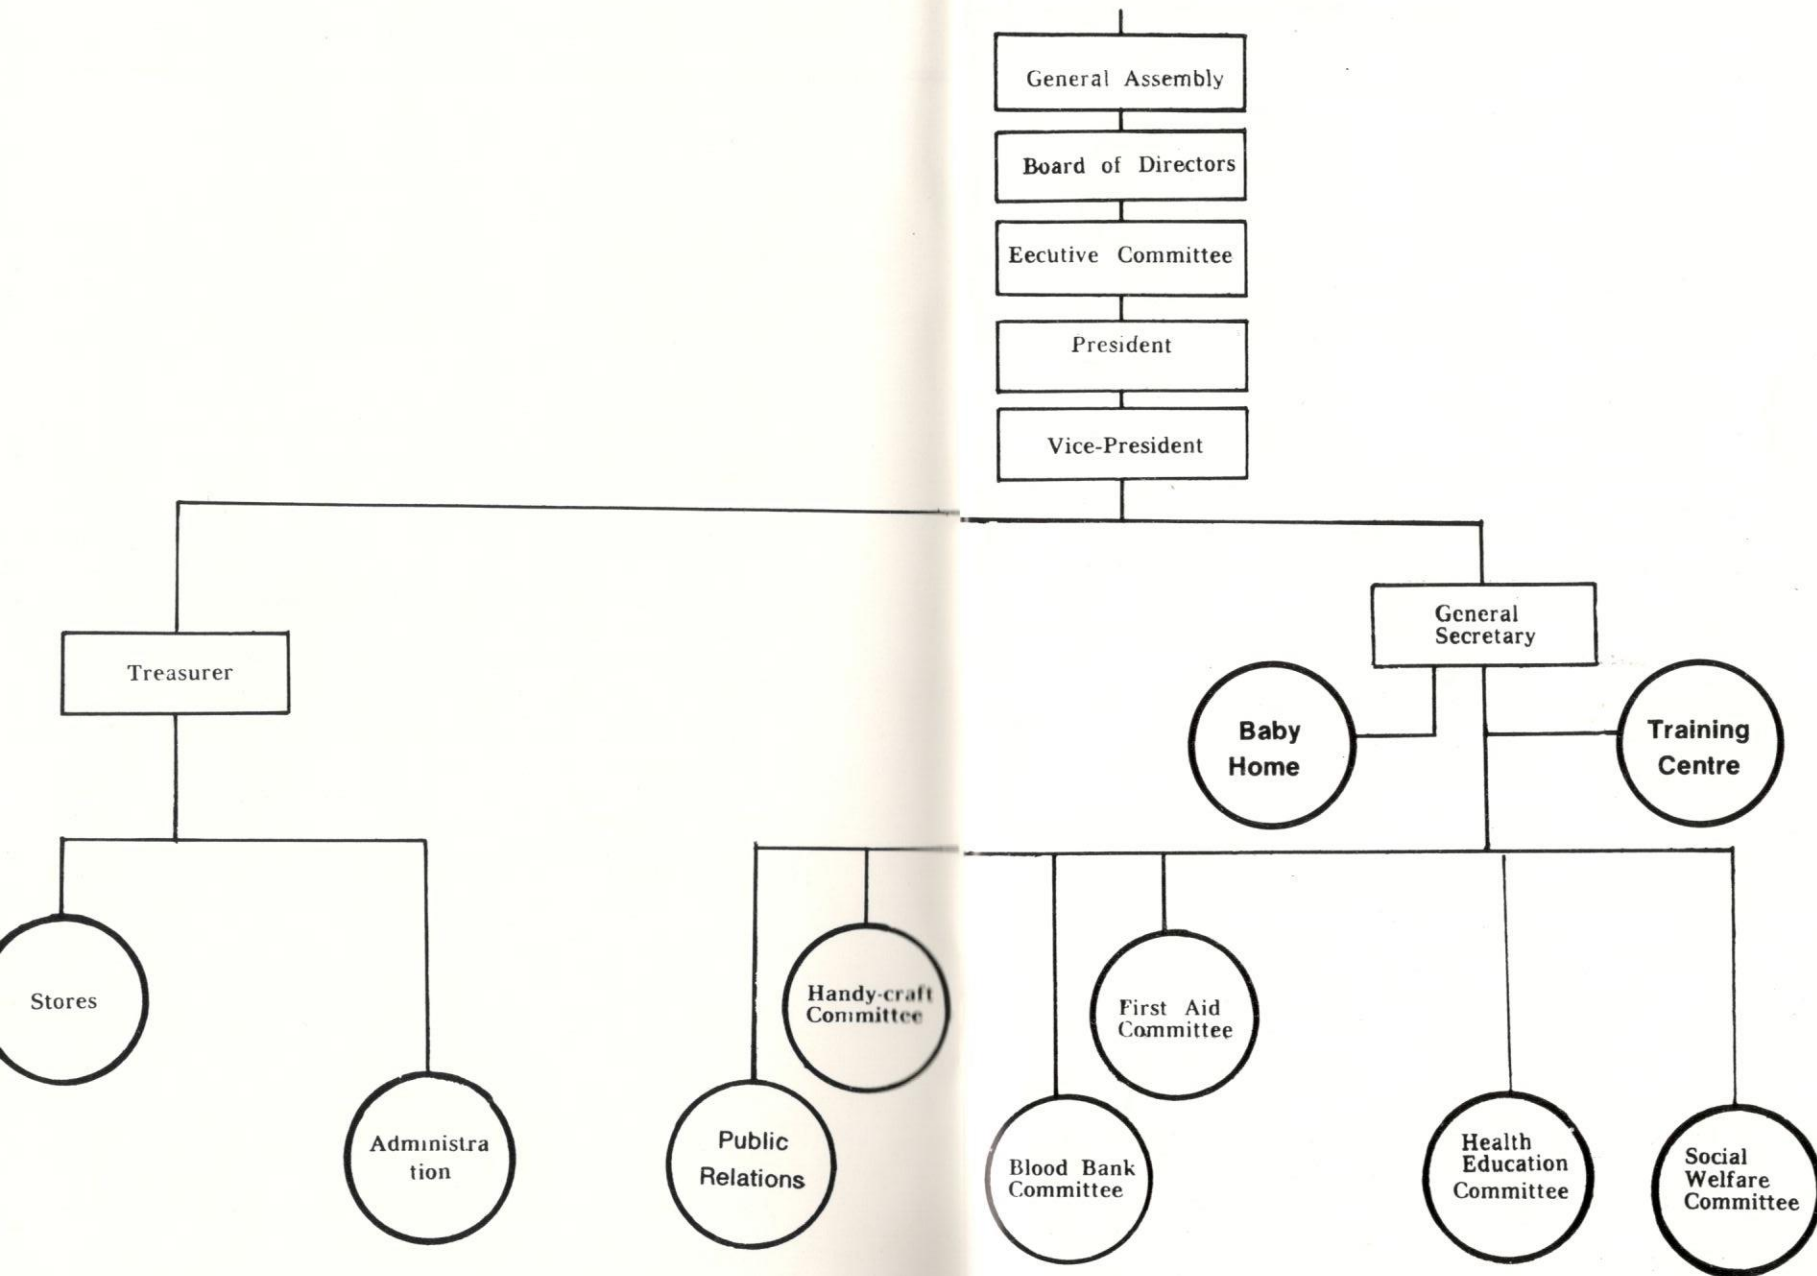 General Assembly
Board of Directors
Eecutive Committee
President
Vice-President
General
Secretary
Treasurer
Baby
Home
Training
Centre
Stores
Handy-craft
Committee
First Aid
Committee
Administra
tion
Public
Relations
Blood Bank
Committee
Health
Education
Committee
Social
Welfare
Committee